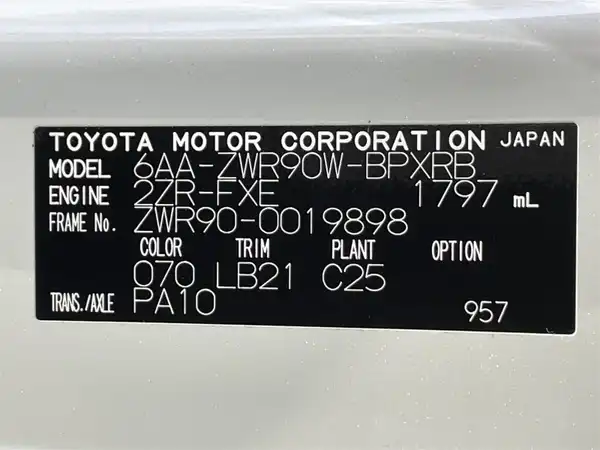 TOYOTA MOTOR CORPORATION JAPAN
MODEL 6AA-ZWR90W-BPXRB
ENGINE 2ZR-FXE 1797 mL
FRAME No. ZWR90-0019898
COLOR TRIM PLANT OPTION
070 LB21 C25
TRANS./AXLE PA10 957